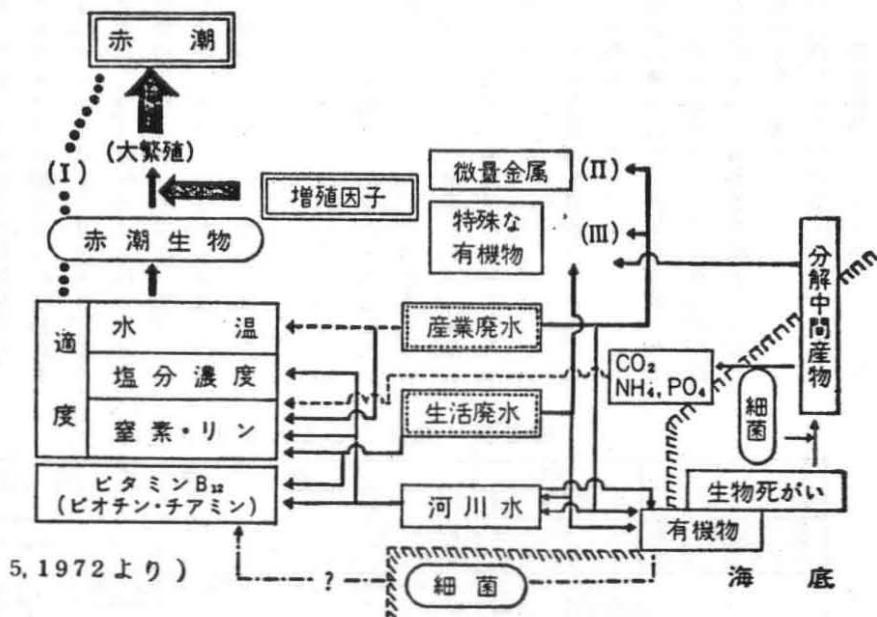 赤潮
(I)
(大繁殖)
増殖因子
微量金属
(II)
特殊な
有機物
(III)
赤潮生物
分解中間産物
適度
水温
塩分濃度
窒素・リン
産業廃水
生活廃水
CO₂
NH₄, PO₄
細菌
ビタミンB₁₂
(ビオチン・チアミン)
河川水
生物死がい
有機物
海底
5, 1972より)
?
細菌